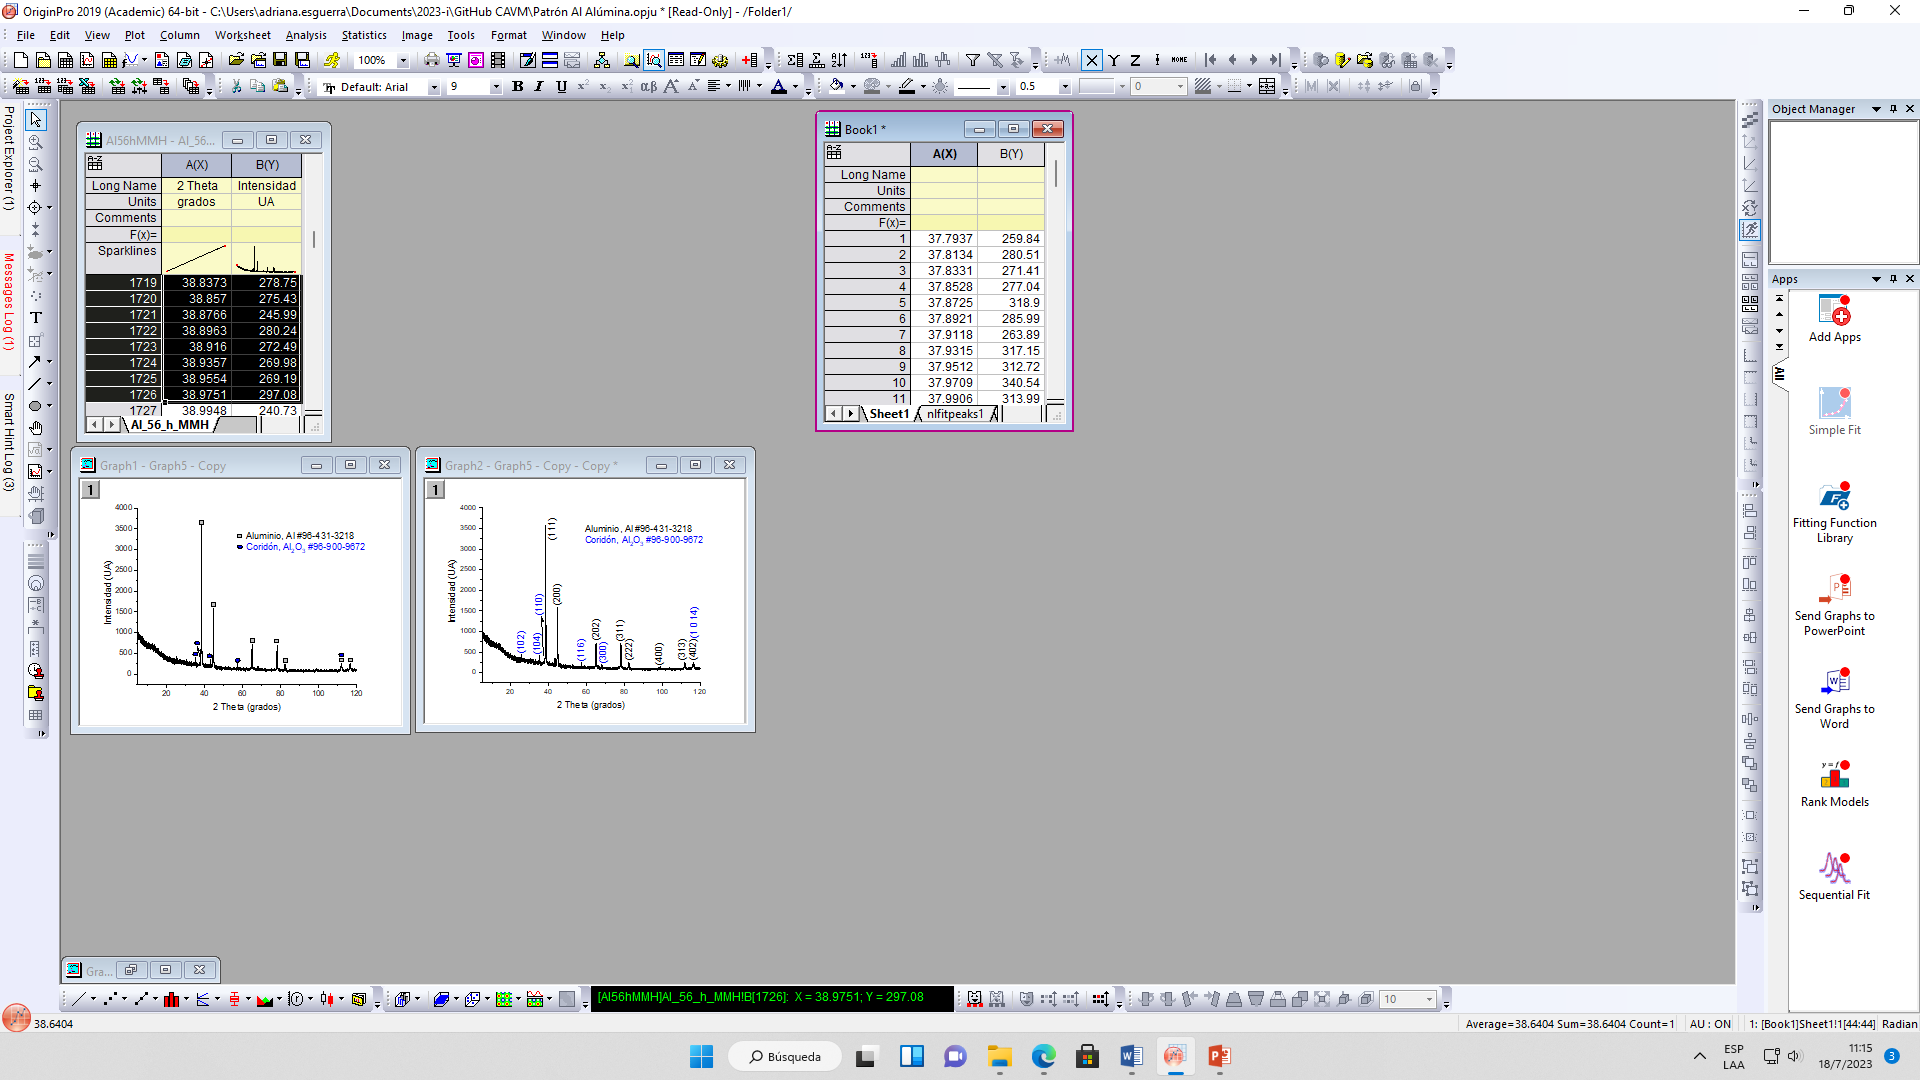 OriginPro 2019 (Academic) 64-bit - C:\Users\adriana.esguerra\Documents\2023-i\GitHub CAVM\Patrón Al Alúmina.opju * [Read-Only] - /Folder1/
File Edit View Plot Column Worksheet Analysis Statistics Image Tools Format Window Help
100%
Default: Arial 9 B I U 0.5 0
Project Explorer (1)
Messages Log (1)
Smart Hint Log (3)
Al56hMMH - Al_56...
A(X) B(Y)
Long Name 2 Theta Intensidad
Units grados UA
Comments
F(x)=
Sparklines
1719 38.8373 278.75
1720 38.857 275.43
1721 38.8766 245.99
1722 38.8963 280.24
1723 38.916 272.49
1724 38.9357 269.98
1725 38.9554 269.19
1726 38.9751 297.08
1727 38.9948 240.73
Al_56_h_MMH
Book1 *
A(X) B(Y)
Long Name
Units
Comments
F(x)=
1 37.7937 259.84
2 37.8134 280.51
3 37.8331 271.41
4 37.8528 277.04
5 37.8725 318.9
6 37.8921 285.99
7 37.9118 263.89
8 37.9315 317.15
9 37.9512 312.72
10 37.9709 340.54
11 37.9906 313.99
Sheet1 nlfitpeaks1
Graph1 - Graph5 - Copy
1
4000
3500
3000
2500
2000
1500
1000
500
0
Intensidad (UA)
Aluminio, Al #96-431-3218
Coridón, Al2O3 #96-900-9672
20 40 60 80 100 120
2 Theta (grados)
Graph2 - Graph5 - Copy - Copy *
1
4000
3500
3000
2500
2000
1500
1000
500
0
Intensidad (UA)
Aluminio, Al #96-431-3218
Coridón, Al2O3 #96-900-9672
(102)
(104)
(110)
(111)
(200)
(116)
(202)
(300)
(311)
(222)
(400)
(313)
(402)(1 0 14)
20 40 60 80 100 120
2 Theta (grados)
Object Manager
Apps
All
Add Apps
Simple Fit
Fitting Function
Library
Send Graphs to
PowerPoint
Send Graphs to
Word
Rank Models
Sequential Fit
Gra...
[Al56hMMH]Al_56_h_MMH!B[1726]: X = 38.9751; Y = 297.08
10
38.6404
Average=38.6404 Sum=38.6404 Count=1 AU : ON 1: [Book1]Sheet1!1[44:44] Radian
Búsqueda
ESP
LAA
11:15
18/7/2023
3